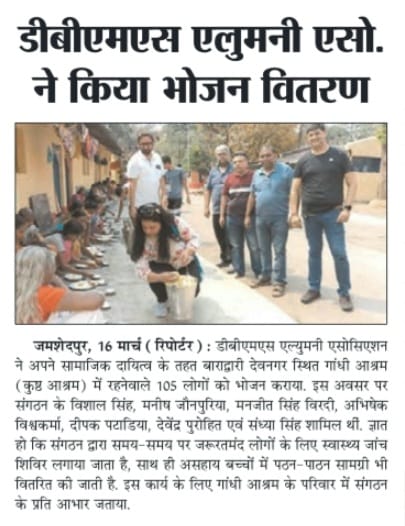 डीबीएमएस एलुमनी एसो.
ने किया भोजन वितरण
जमशेदपुर, 16 मार्च ( रिपोर्टर ) : डीबीएमएस एल्युमनी एसोसिएशन
ने अपने सामाजिक दायित्व के तहत बाराद्वारी देवनगर स्थित गांधी आश्रम
(कुष्ठ आश्रम) में रहनेवाले 105 लोगों को भोजन कराया. इस अवसर पर
संगठन के विशाल सिंह, मनीष जौनपुरिया, मनजीत सिंह विरदी, अभिषेक
विश्वकर्मा, दीपक पटाडिया, देवेंद्र पुरोहित एवं संध्या सिंह शामिल थीं. ज्ञात
हो कि संगठन द्वारा समय-समय पर जरूरतमंद लोगों के लिए स्वास्थ्य जांच
शिविर लगाया जाता है, साथ ही असहाय बच्चों में पठन-पाठन सामग्री भी
वितरित की जाती है. इस कार्य के लिए गांधी आश्रम के परिवार में संगठन
के प्रति आभार जताया.